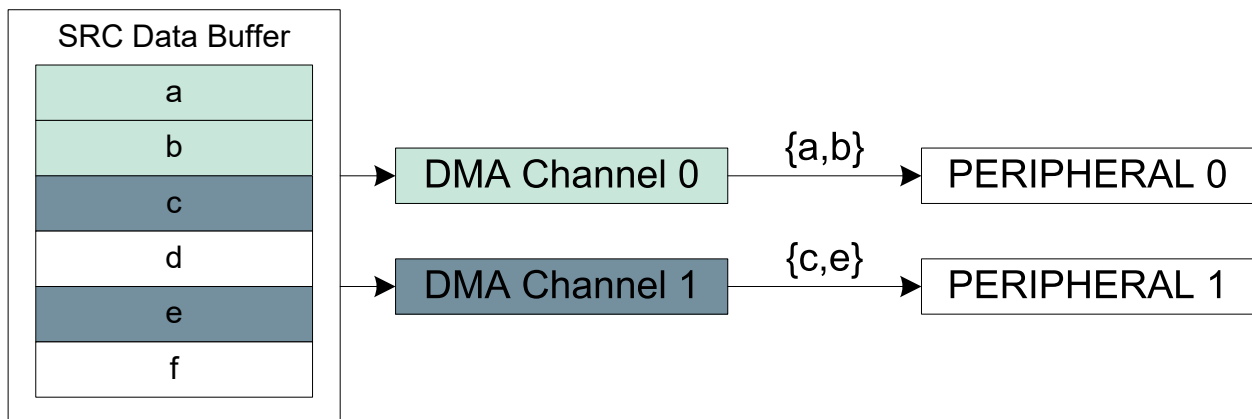 SRC Data Buffer
a
b
c
d
e
f
DMA Channel 0
{a,b}
PERIPHERAL 0
DMA Channel 1
{c,e}
PERIPHERAL 1